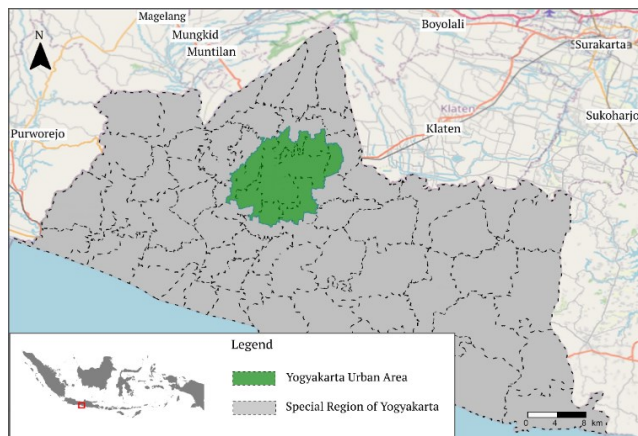 Magelang
Boyolali
N
Mungkid
Muntilan
Surakarta
Klaten
Sukoharjo
Klaten
Purworejo
Legend
Yogyakarta Urban Area
Special Region of Yogyakarta
0 4 8 km